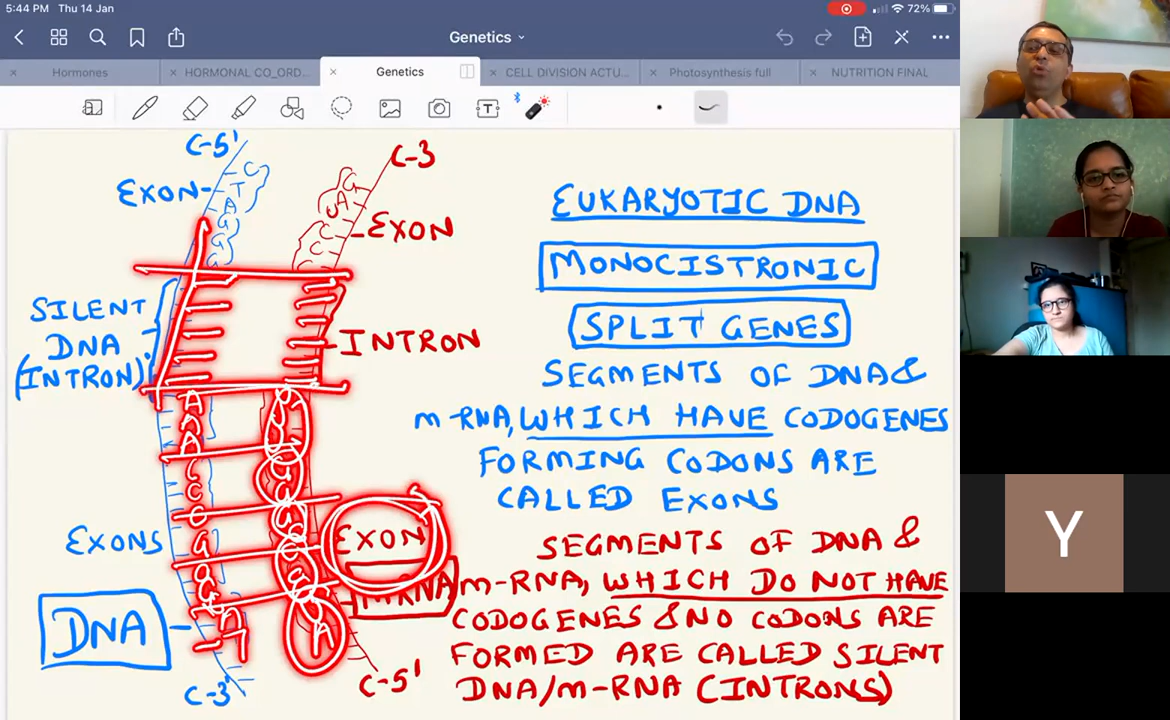 5:44 PM Thu 14 Jan
72%
Genetics
Hormones
HORMONAL CO_ORD...
Genetics
CELL DIVISION ACTU...
Photosynthesis full
NUTRITION FINAL
C-5'
C-3
EXON
C
T
A
G
G
G
A
U
C
C
EXON
EUKARYOTIC DNA
MONOCISTRONIC
SPLIT GENES
SILENT
DNA
(INTRON)
INTRON
SEGMENTS OF DNA &
m-RNA, WHICH HAVE CODOGENES
FORMING CODONS ARE
CALLED EXONS
A
A
A
C
C
EXONS
EXON
mRNA
DNA
SEGMENTS OF DNA &
m-RNA, WHICH DO NOT HAVE
CODOGENES & NO CODONS ARE
FORMED ARE CALLED SILENT
DNA/m-RNA (INTRONS)
A
T
A
C-3'
C-5'
Y